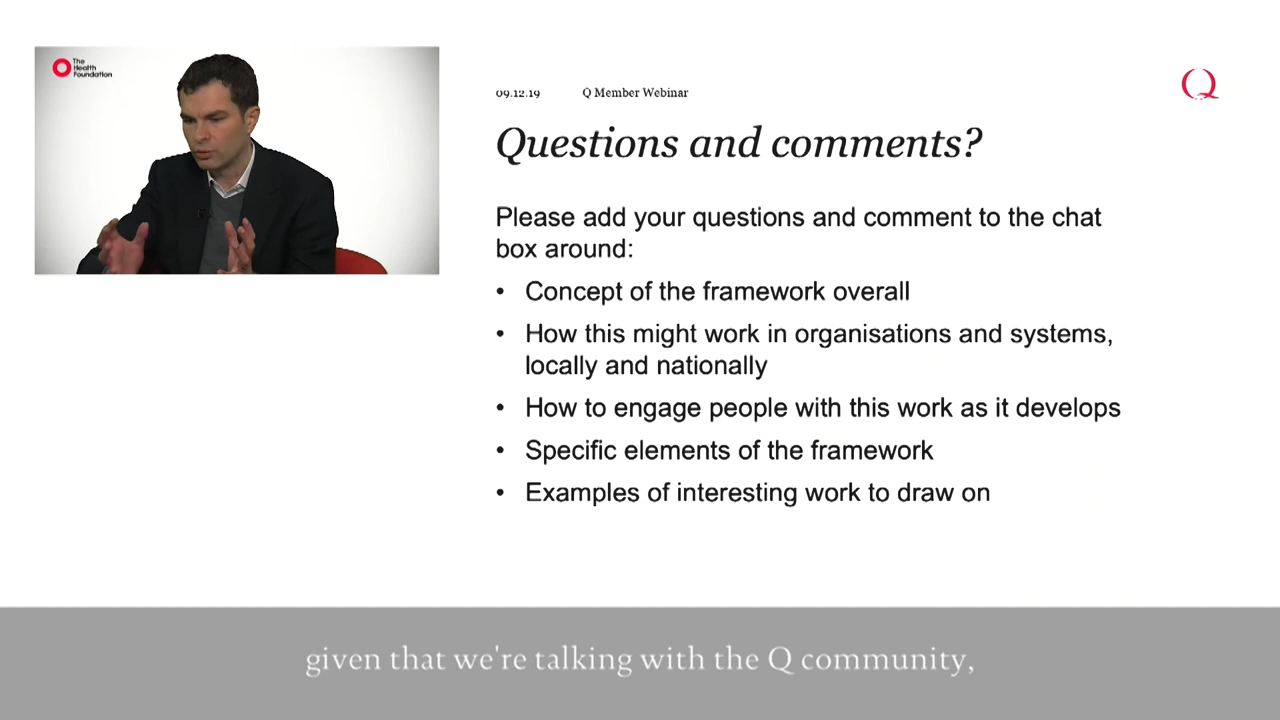 The
Health
Foundation
09.12.19 Q Member Webinar
Q
Questions and comments?
Please add your questions and comment to the chat
box around:
• Concept of the framework overall
• How this might work in organisations and systems,
locally and nationally
• How to engage people with this work as it develops
• Specific elements of the framework
• Examples of interesting work to draw on
given that we're talking with the Q community,